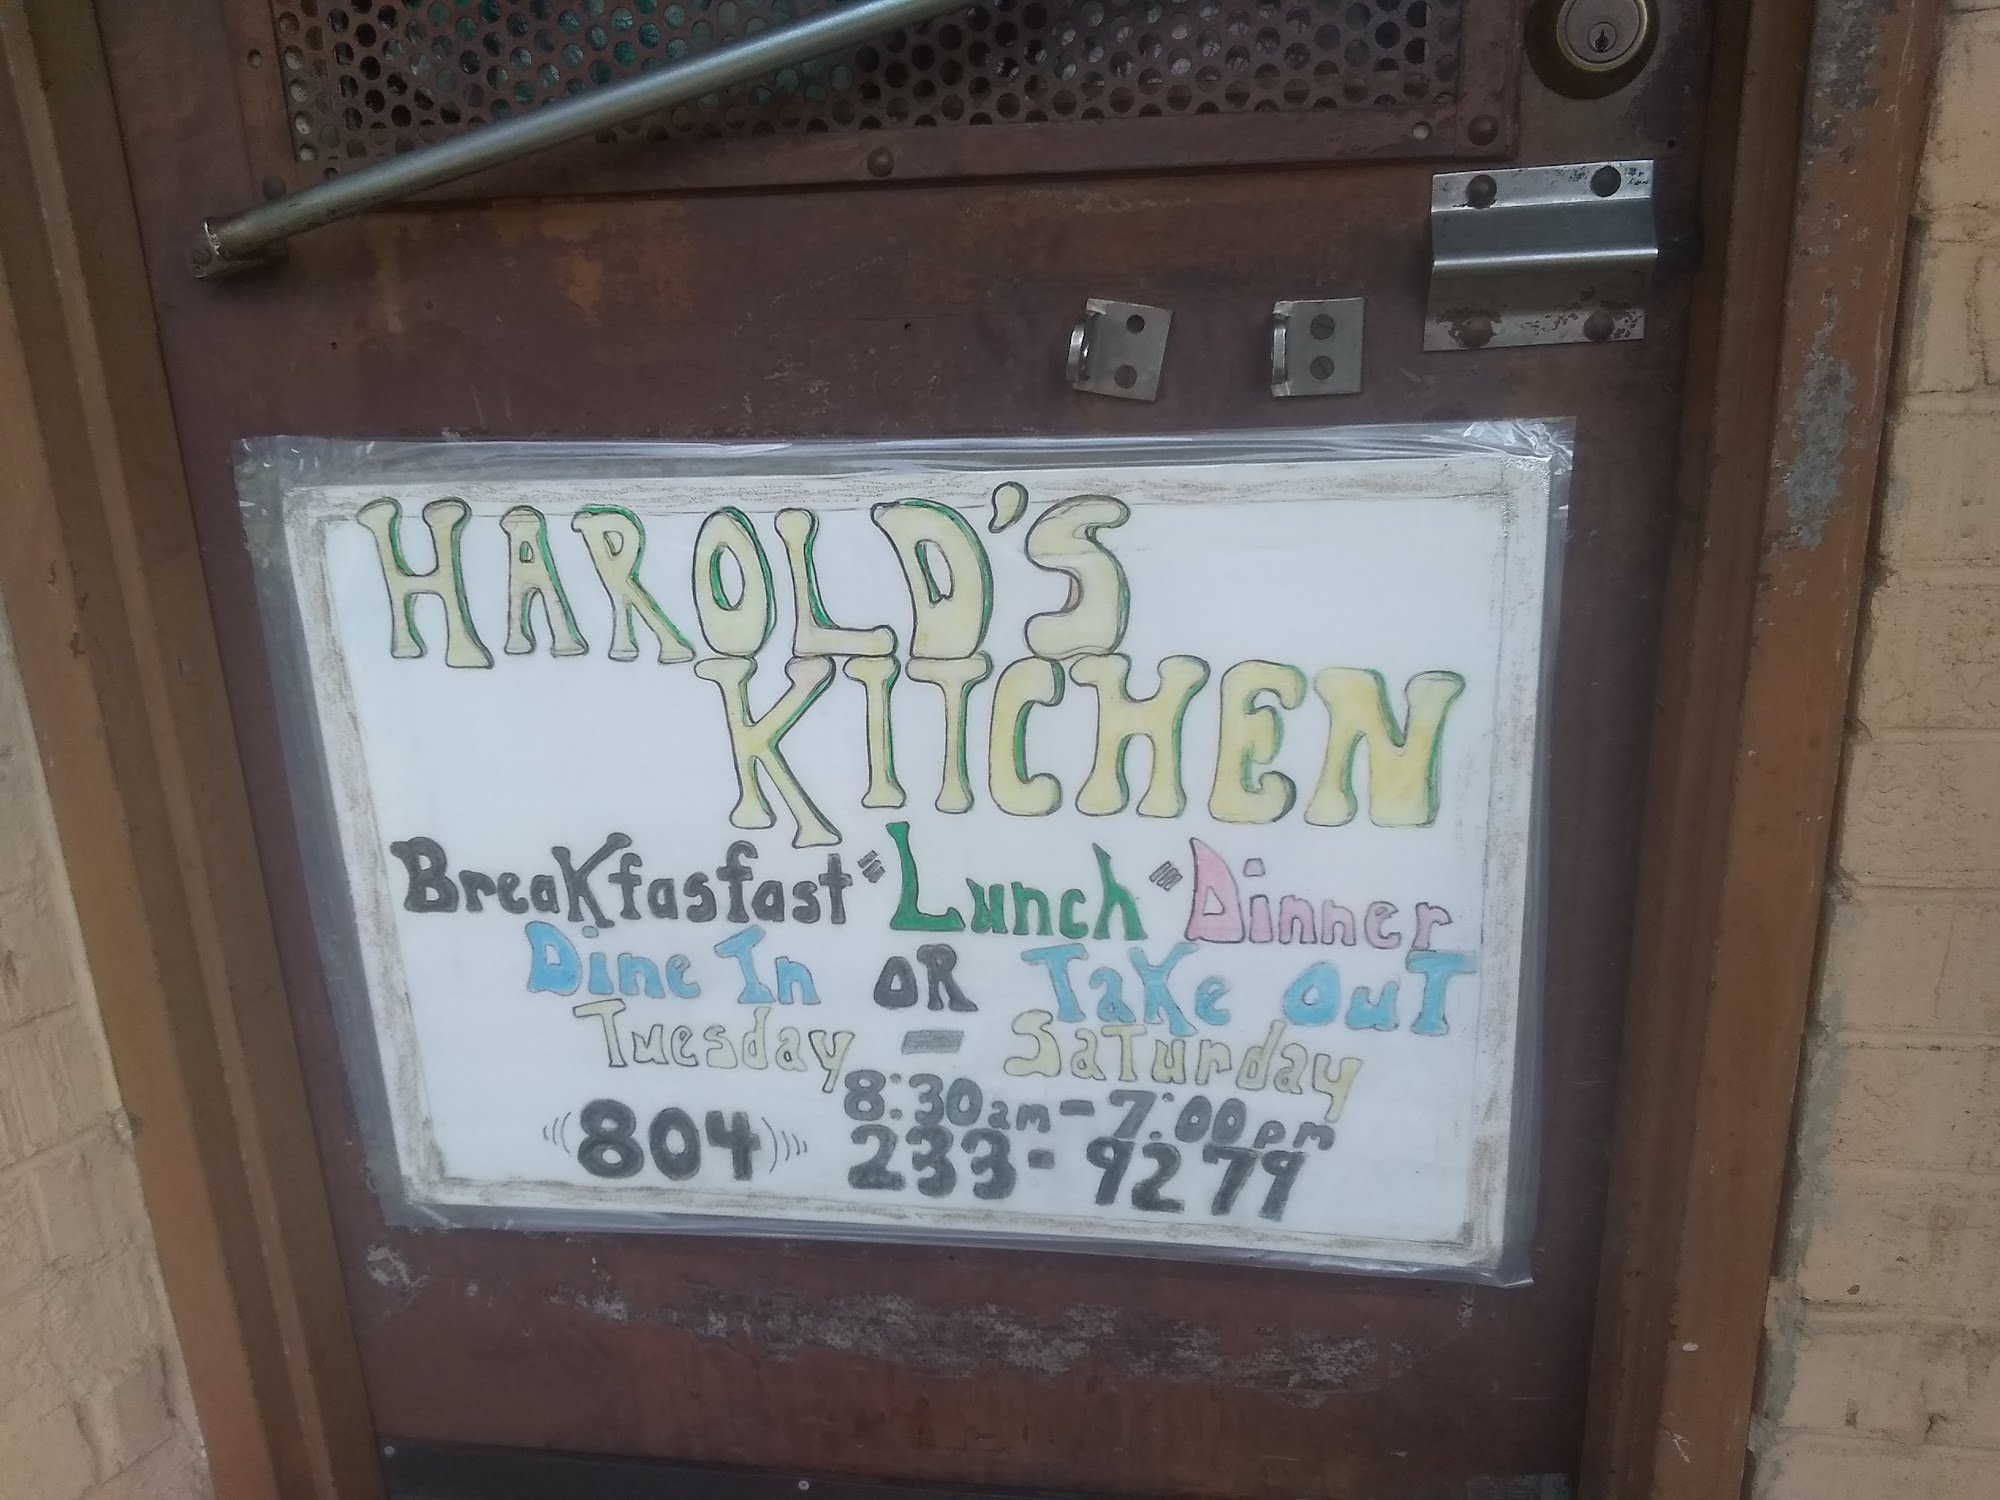 HAROLD'S
KITCHEN
Breakfasfast "Lunch "Dinner
Dine In OR Take Out
Tuesday - Saturday
8:30am - 7:00pm
(804) 233-9279